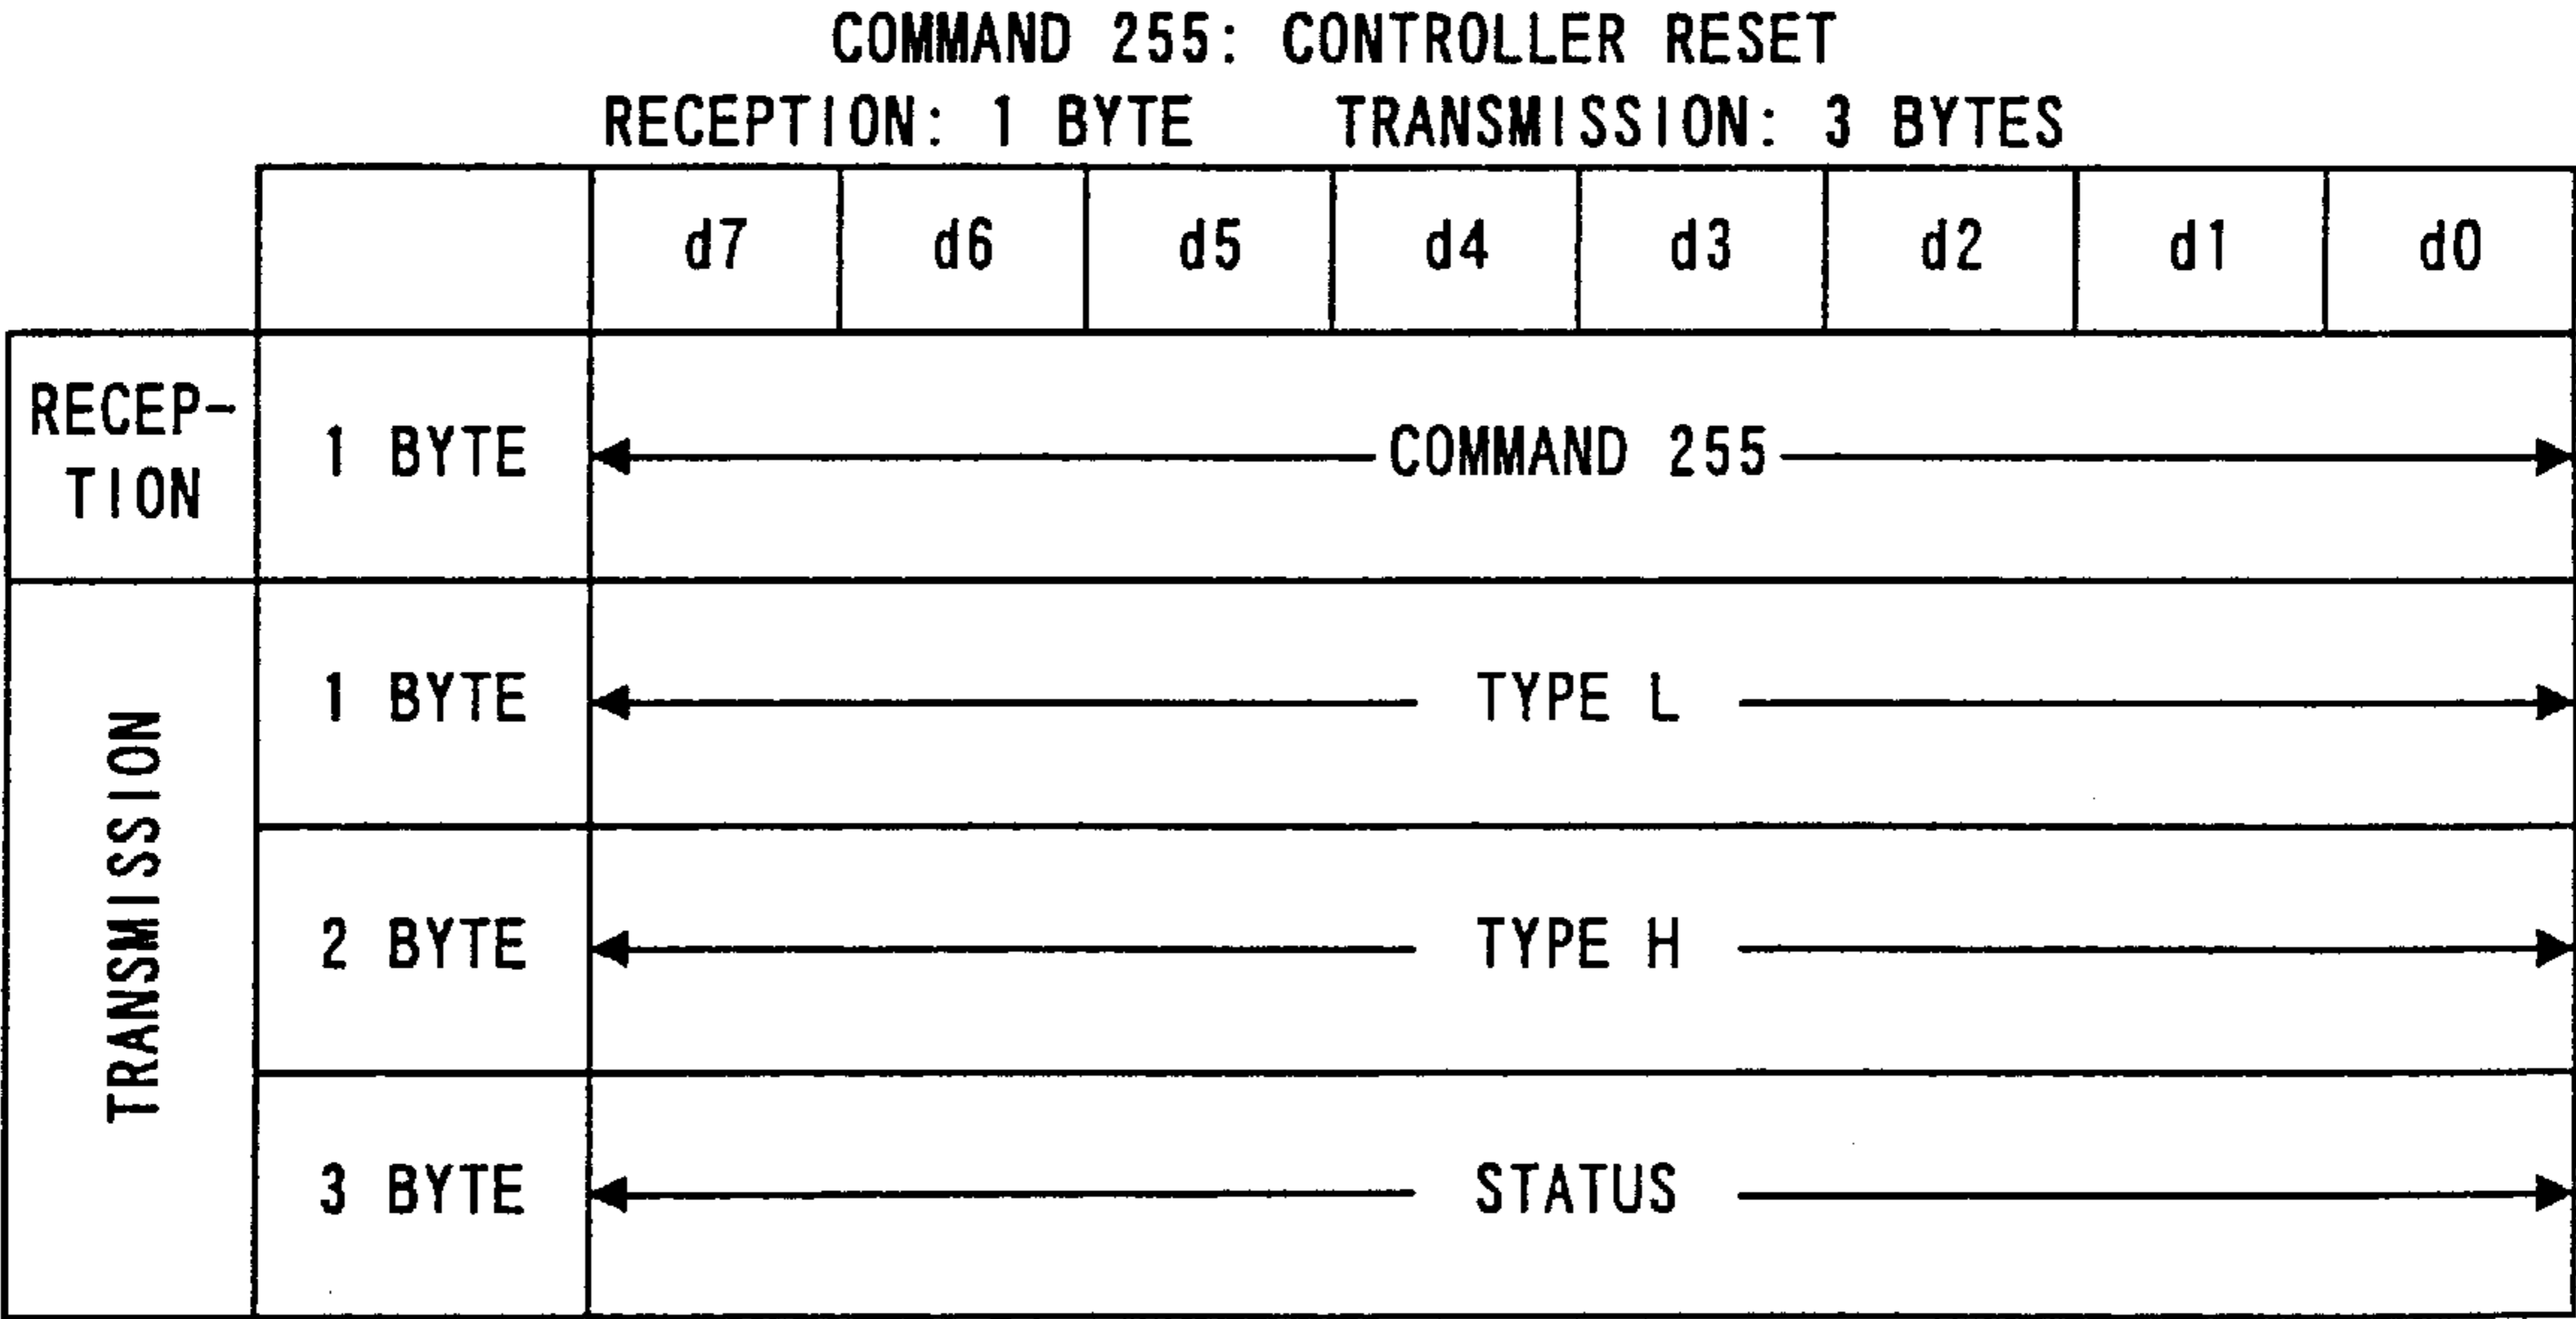 COMMAND 255: CONTROLLER RESET
RECEPTION: 1 BYTE TRANSMISSION: 3 BYTES
d7 d6 d5 d4 d3 d2 d1 d0
RECEP-
TION
1 BYTE COMMAND 255
TRANSMISSION
1 BYTE TYPE L
2 BYTE TYPE H
3 BYTE STATUS